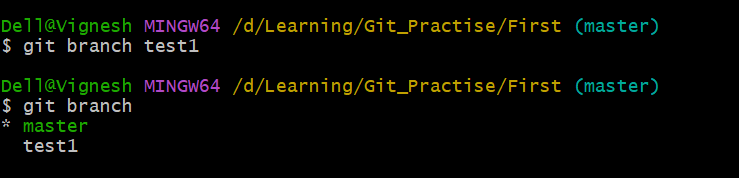 Dell@Vignesh MINGW64 /d/Learning/Git_Practise/First (master)
$ git branch test1
Dell@Vignesh MINGW64 /d/Learning/Git_Practise/First (master)
$ git branch
* master
  test1